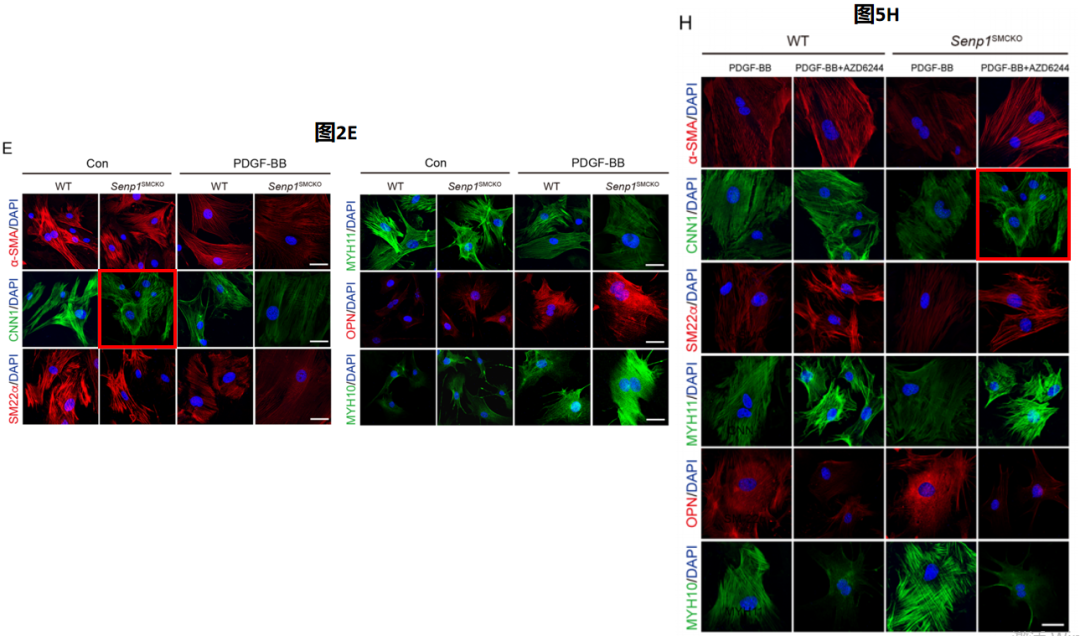 图2E
E
Con PDGF-BB
WT Senp1SMCKO WT Senp1SMCKO
α-SMA/DAPI
CNN1/DAPI
SM22α/DAPI
Con PDGF-BB
WT Senp1SMCKO WT Senp1SMCKO
MYH11/DAPI
OPN/DAPI
MYH10/DAPI
图5H
H
WT Senp1SMCKO
PDGF-BB PDGF-BB+AZD6244 PDGF-BB PDGF-BB+AZD6244
α-SMA/DAPI
CNN1/DAPI
SM22α/DAPI
MYH11/DAPI
OPN/DAPI
MYH10/DAPI